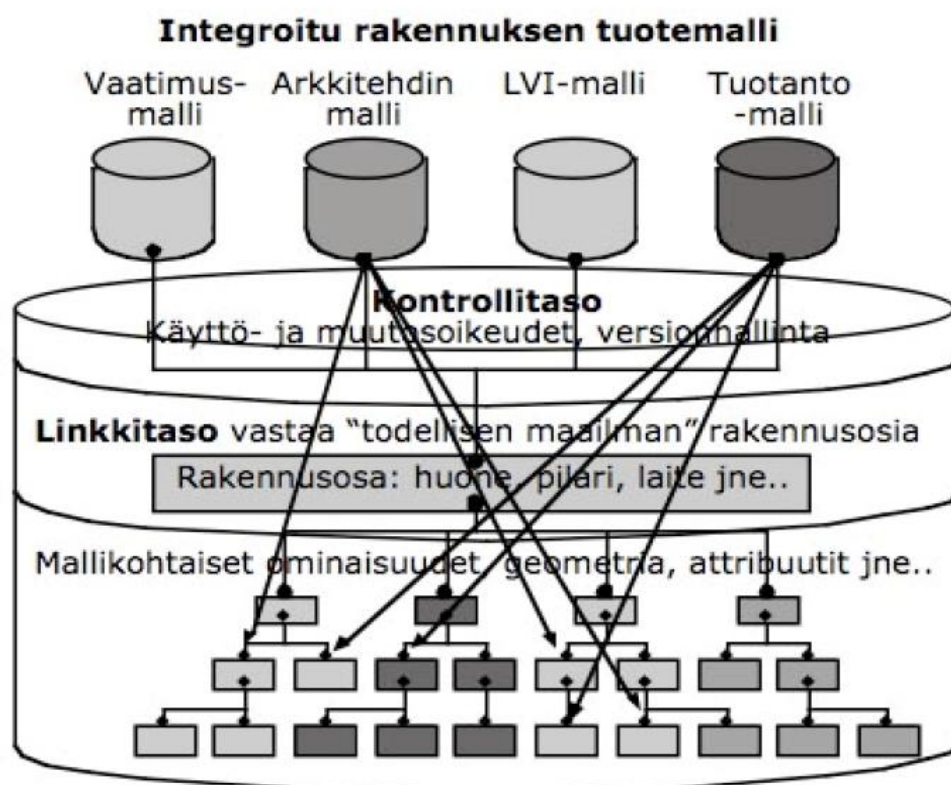 Integroitu rakennuksen tuotemalli
Vaatimus-
malli
Arkkitehdin
malli
LVI-malli
Tuotanto
-malli
Kontrollitaso
Käyttö- ja muutosoikeudet, versionhallinta
Linkkitaso vastaa “todellisen maailman” rakennusosia
Rakennusosa: huone, pilari, laite jne..
Mallikohtaiset ominaisuudet, geometria, attribuutit jne..